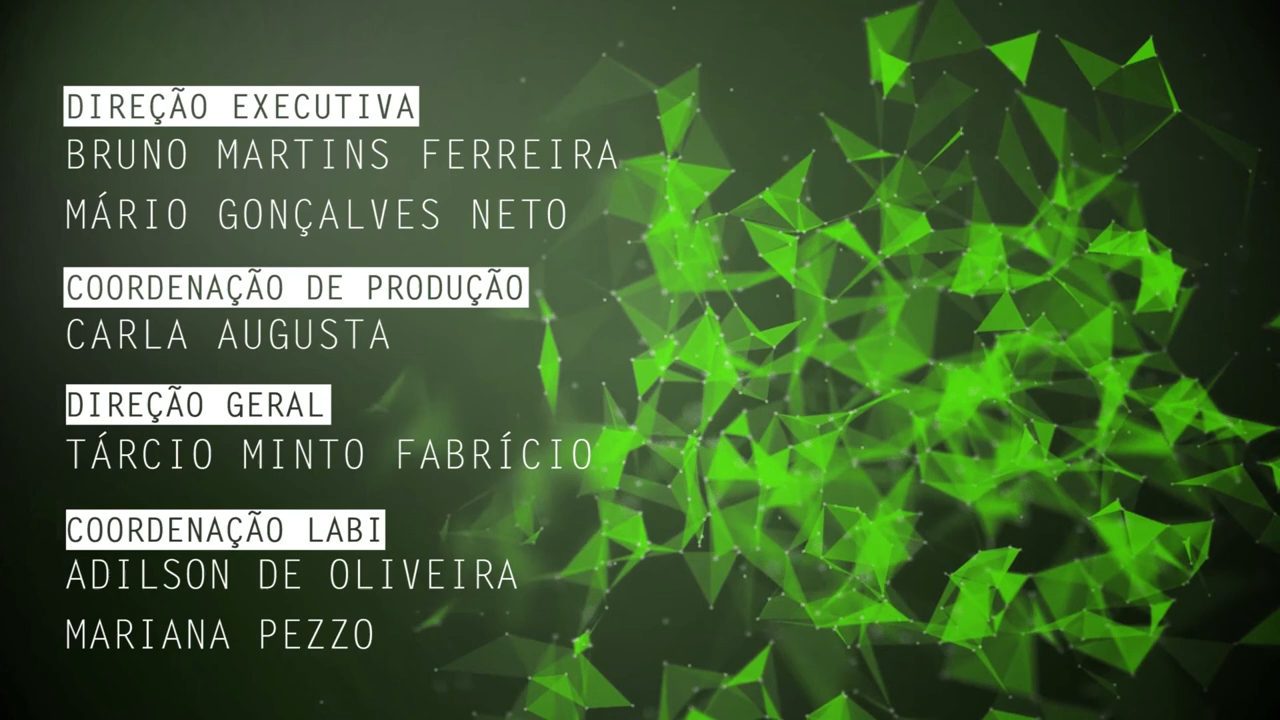 DIREÇÃO EXECUTIVA
BRUNO MARTINS FERREIRA
MÁRIO GONÇALVES NETO
COORDENAÇÃO DE PRODUÇÃO
CARLA AUGUSTA
DIREÇÃO GERAL
TÁRCIO MINTO FABRÍCIO
COORDENAÇÃO LABI
ADILSON DE OLIVEIRA
MARIANA PEZZO